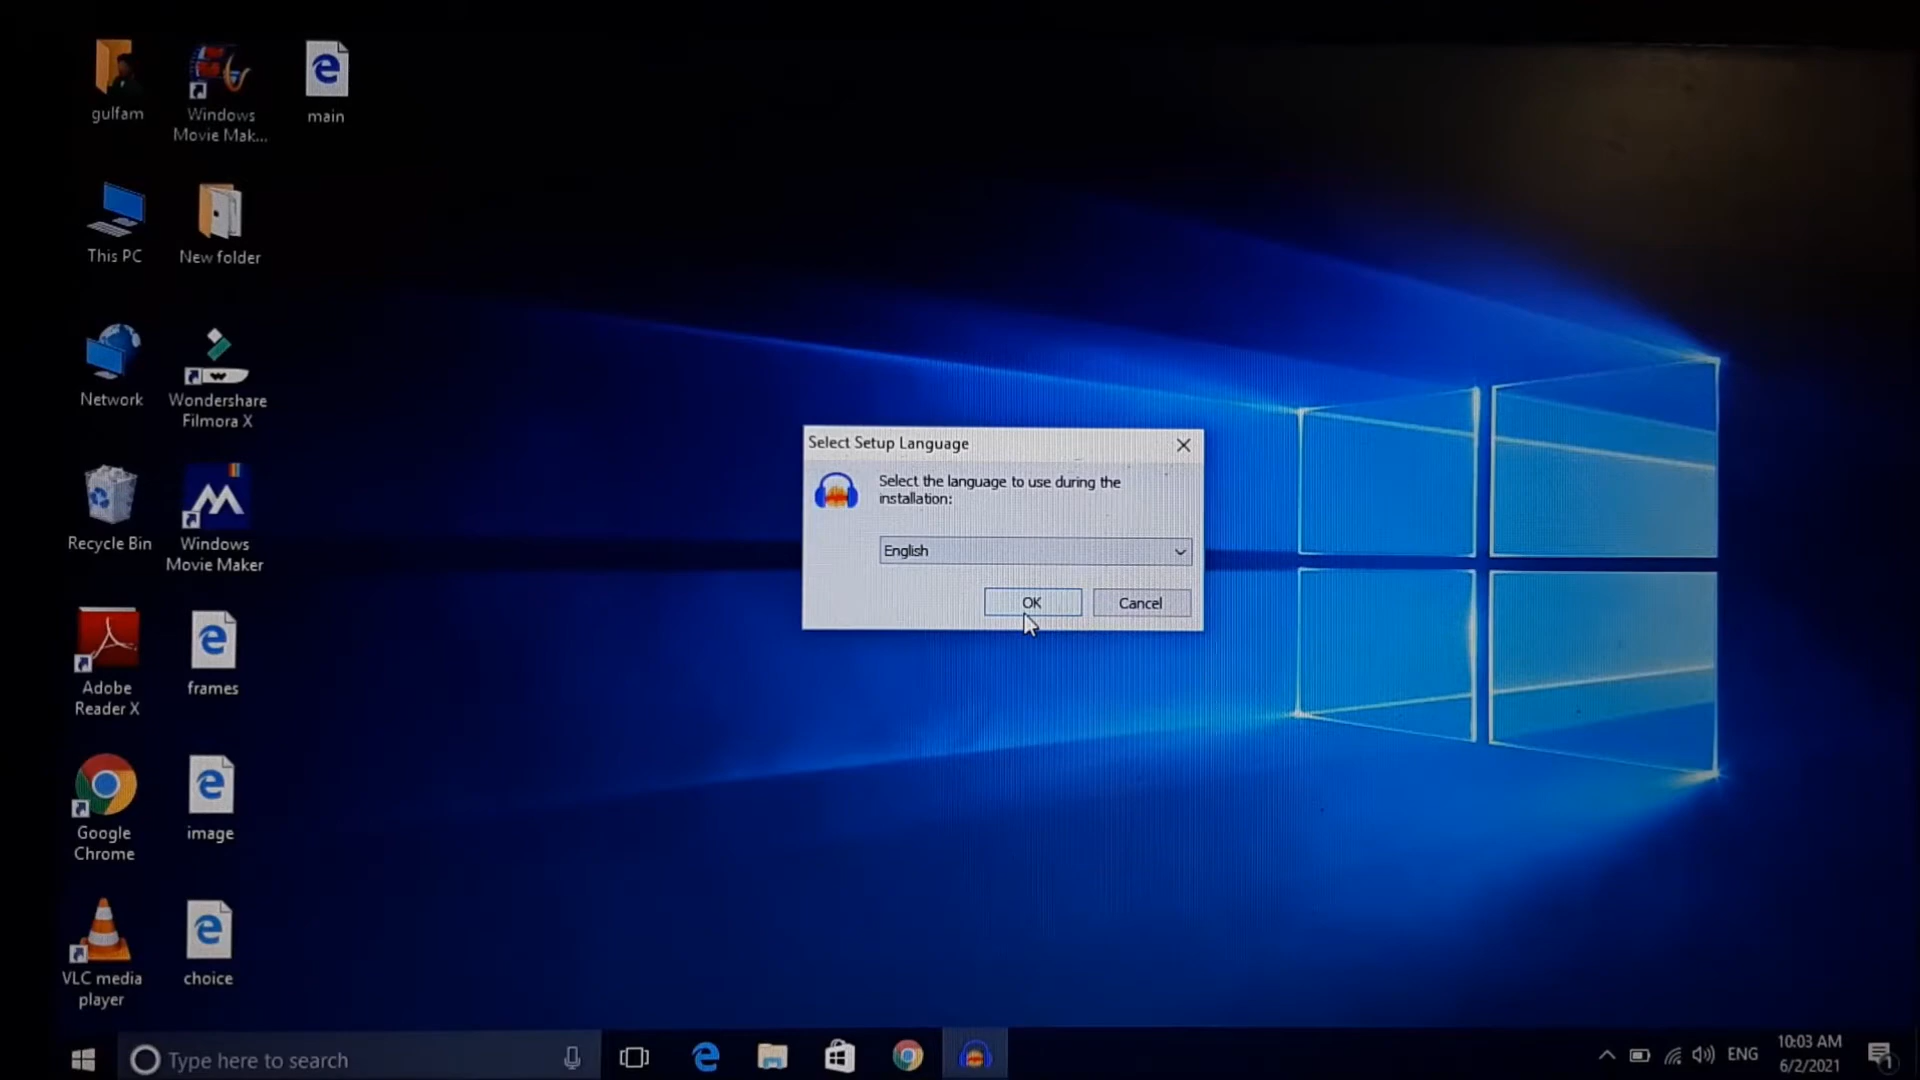 gulfam
Windows
Movie Mak...
main
This PC
New folder
Network
Wondershare
Filmora X
Recycle Bin
Windows
Movie Maker
Adobe
Reader X
frames
Google
Chrome
image
VLC media
player
choice
Select Setup Language
Select the language to use during the
installation:
English
OK
Cancel
Type here to search
ENG
10:03 AM
6/2/2021
1